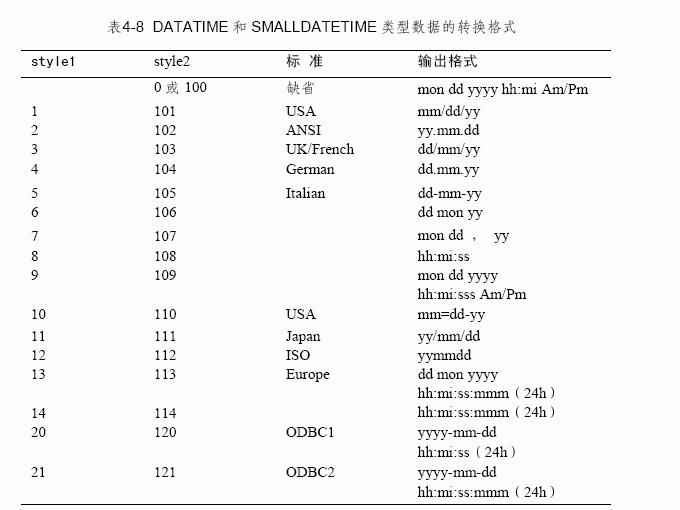 表4-8 DATATIME 和 SMALLDATETIME 类型数据的转换格式
style1 style2 标 准 输出格式
0 或 100 缺省 mon dd yyyy hh:mi Am/Pm
1 101 USA mm/dd/yy
2 102 ANSI yy.mm.dd
3 103 UK/French dd/mm/yy
4 104 German dd.mm.yy
5 105 Italian dd-mm-yy
6 106 dd mon yy
7 107 mon dd ， yy
8 108 hh:mi:ss
9 109 mon dd yyyy
hh:mi:sss Am/Pm
10 110 USA mm=dd-yy
11 111 Japan yy/mm/dd
12 112 ISO yymmdd
13 113 Europe dd mon yyyy
hh:mi:ss:mmm（24h）
14 114 hh:mi:ss:mmm（24h）
20 120 ODBC1 yyyy-mm-dd
hh:mi:ss（24h）
21 121 ODBC2 yyyy-mm-dd
hh:mi:ss:mmm（24h）